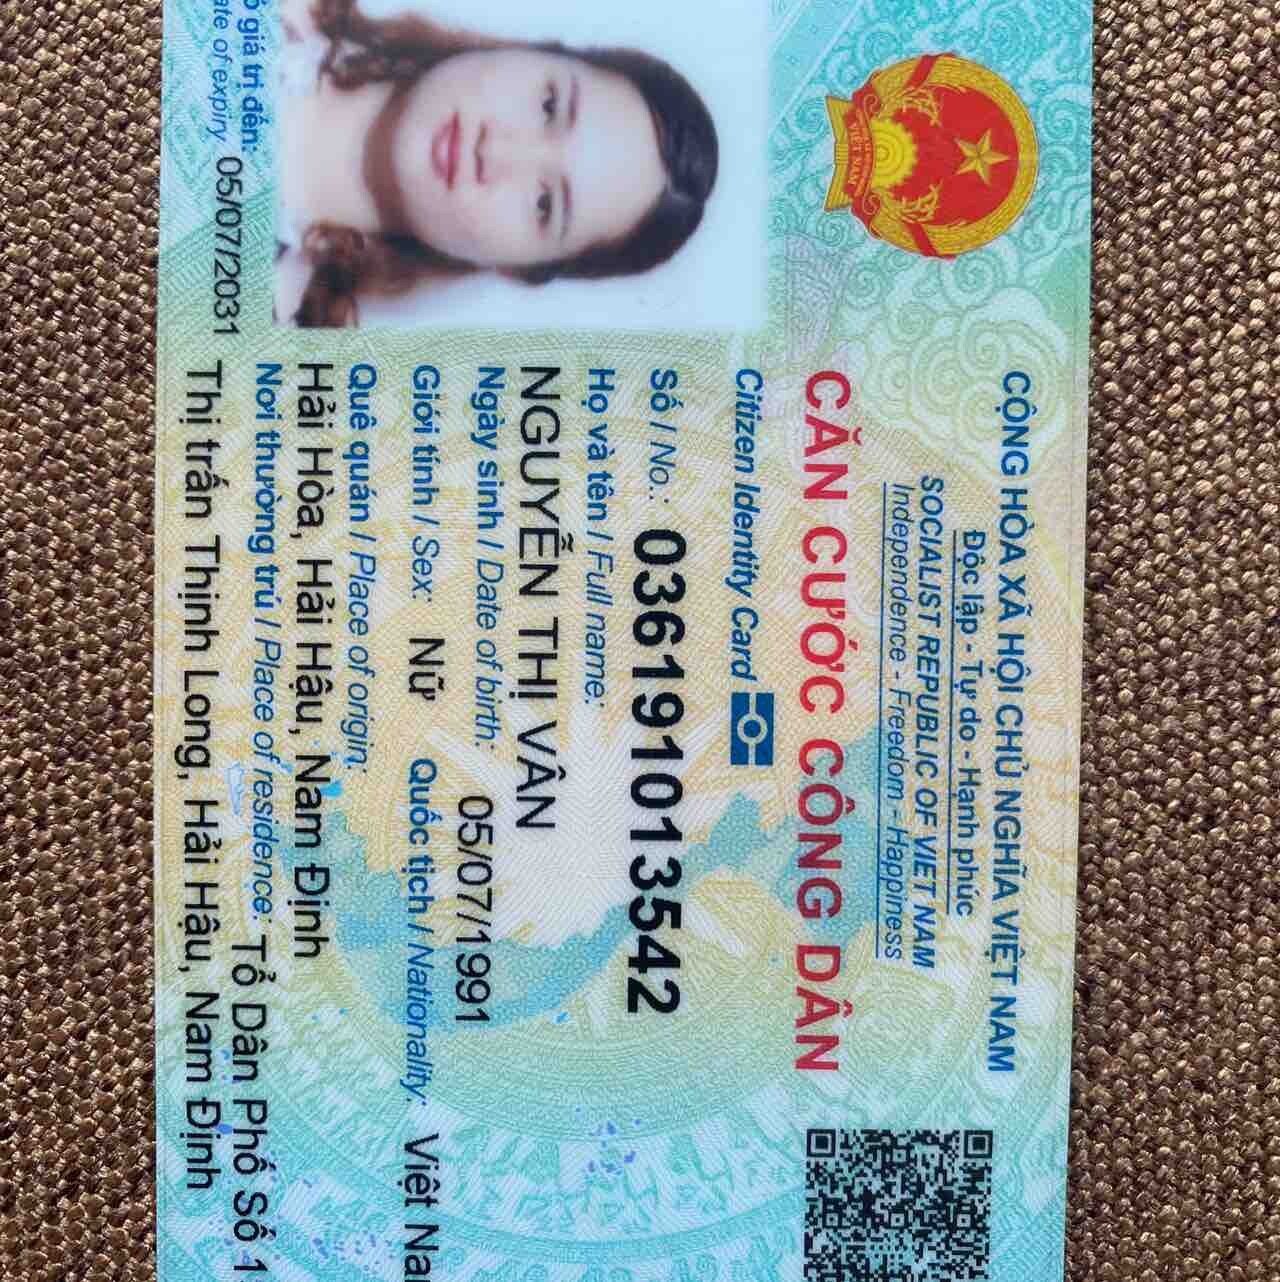 CỘNG HÒA XÃ HỘI CHỦ NGHĨA VIỆT NAM
Độc lập - Tự do - Hạnh phúc
SOCIALIST REPUBLIC OF VIET NAM
Independence - Freedom - Happiness
CĂN CƯỚC CÔNG DÂN
Citizen Identity Card
Số / No.: 036191013542
Họ và tên / Full name:
NGUYỄN THỊ VÂN
Ngày sinh / Date of birth: 05/07/1991
Giới tính / Sex: Nữ Quốc tịch / Nationality: Việt
Quê quán / Place of origin:
Hải Hòa, Hải Hậu, Nam Định
Nơi thường trú / Place of residence: Tổ Dân Phố Số 1
Thị trấn Thịnh Long, Hải Hậu, Nam Định
giá trị đến: 05/07/2031
of expiry
VIỆT NAM